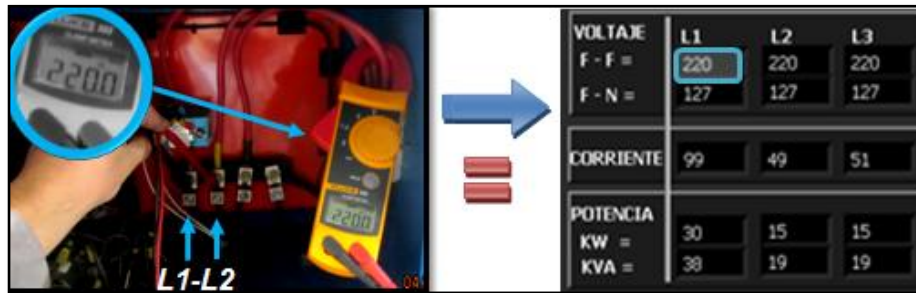 220.0
220.0
L1-L2
04
VOLTAJE L1 L2 L3
F - F = 220 220 220
F - N = 127 127 127
CORRIENTE 99 49 51
POTENCIA
KW = 30 15 15
KVA = 38 19 19